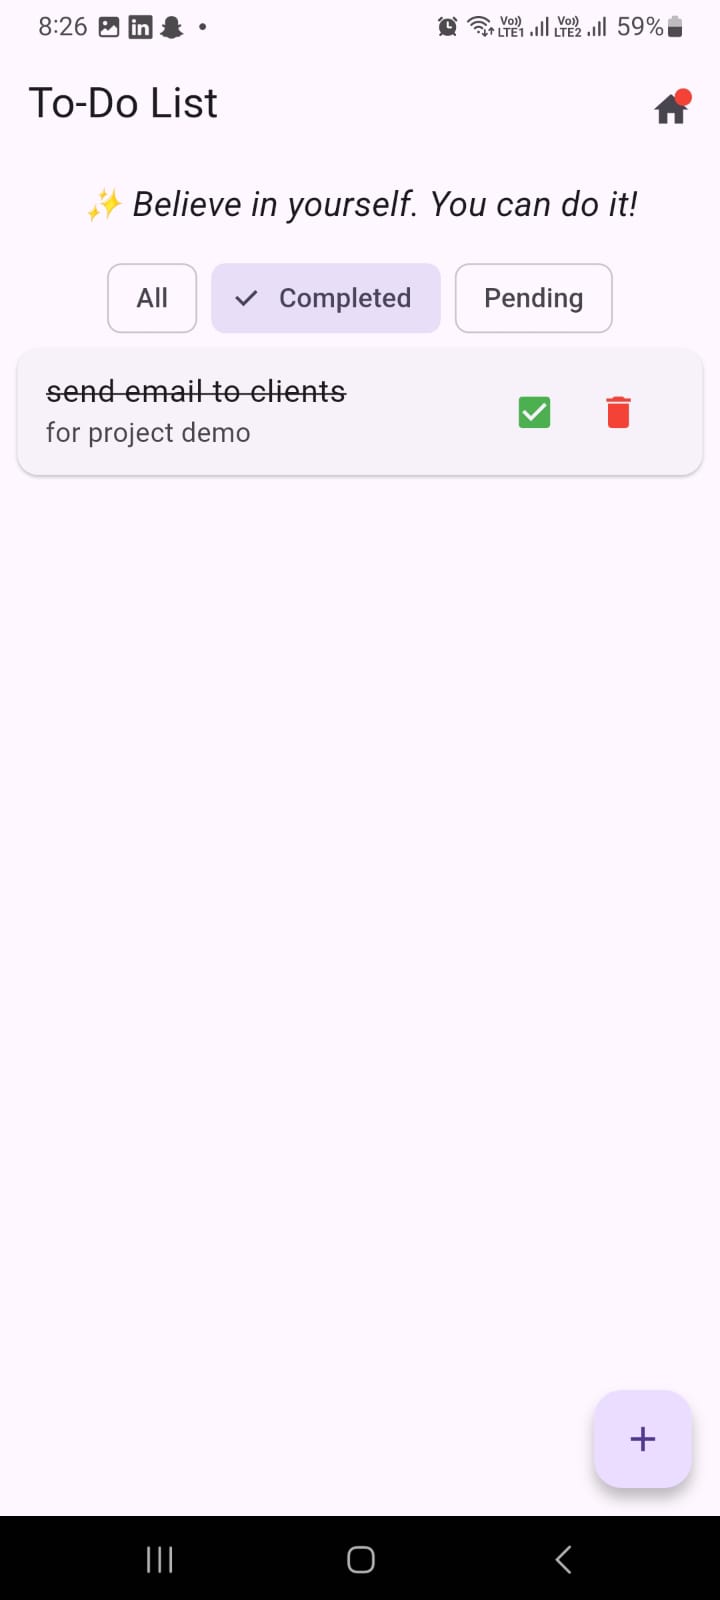 8:26 in Vo)) LTE1 Vo)) LTE2 59%
To-Do List
✨ Believe in yourself. You can do it!
All Completed Pending
send email to clients
for project demo